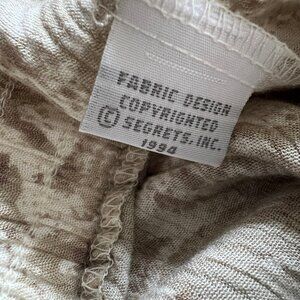 FABRIC DESIGN
COPYRIGHTED
© SEGRETS, INC.
1994